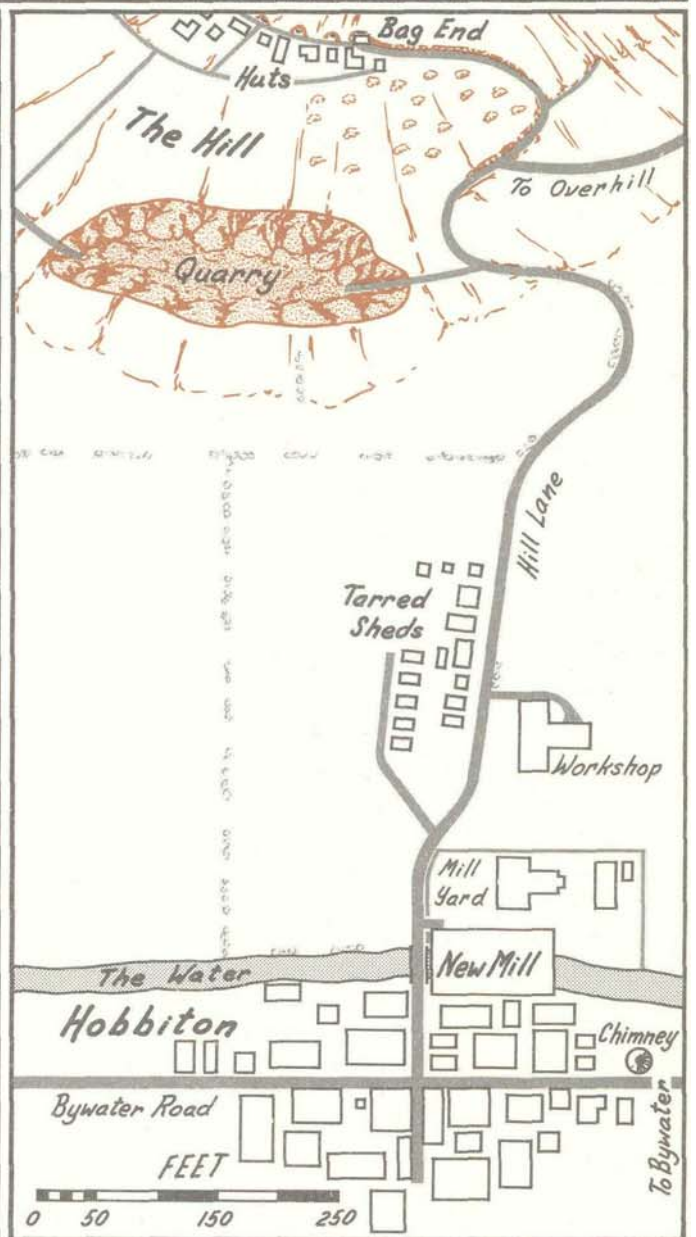 Bag End
Huts
The Hill
To Overhill
Quarry
Hill Lane
Tarred
Sheds
Workshop
Mill
Yard
The Water
New Mill
Hobbiton
Chimney
Bywater Road
To Bywater
FEET
0 50 150 250